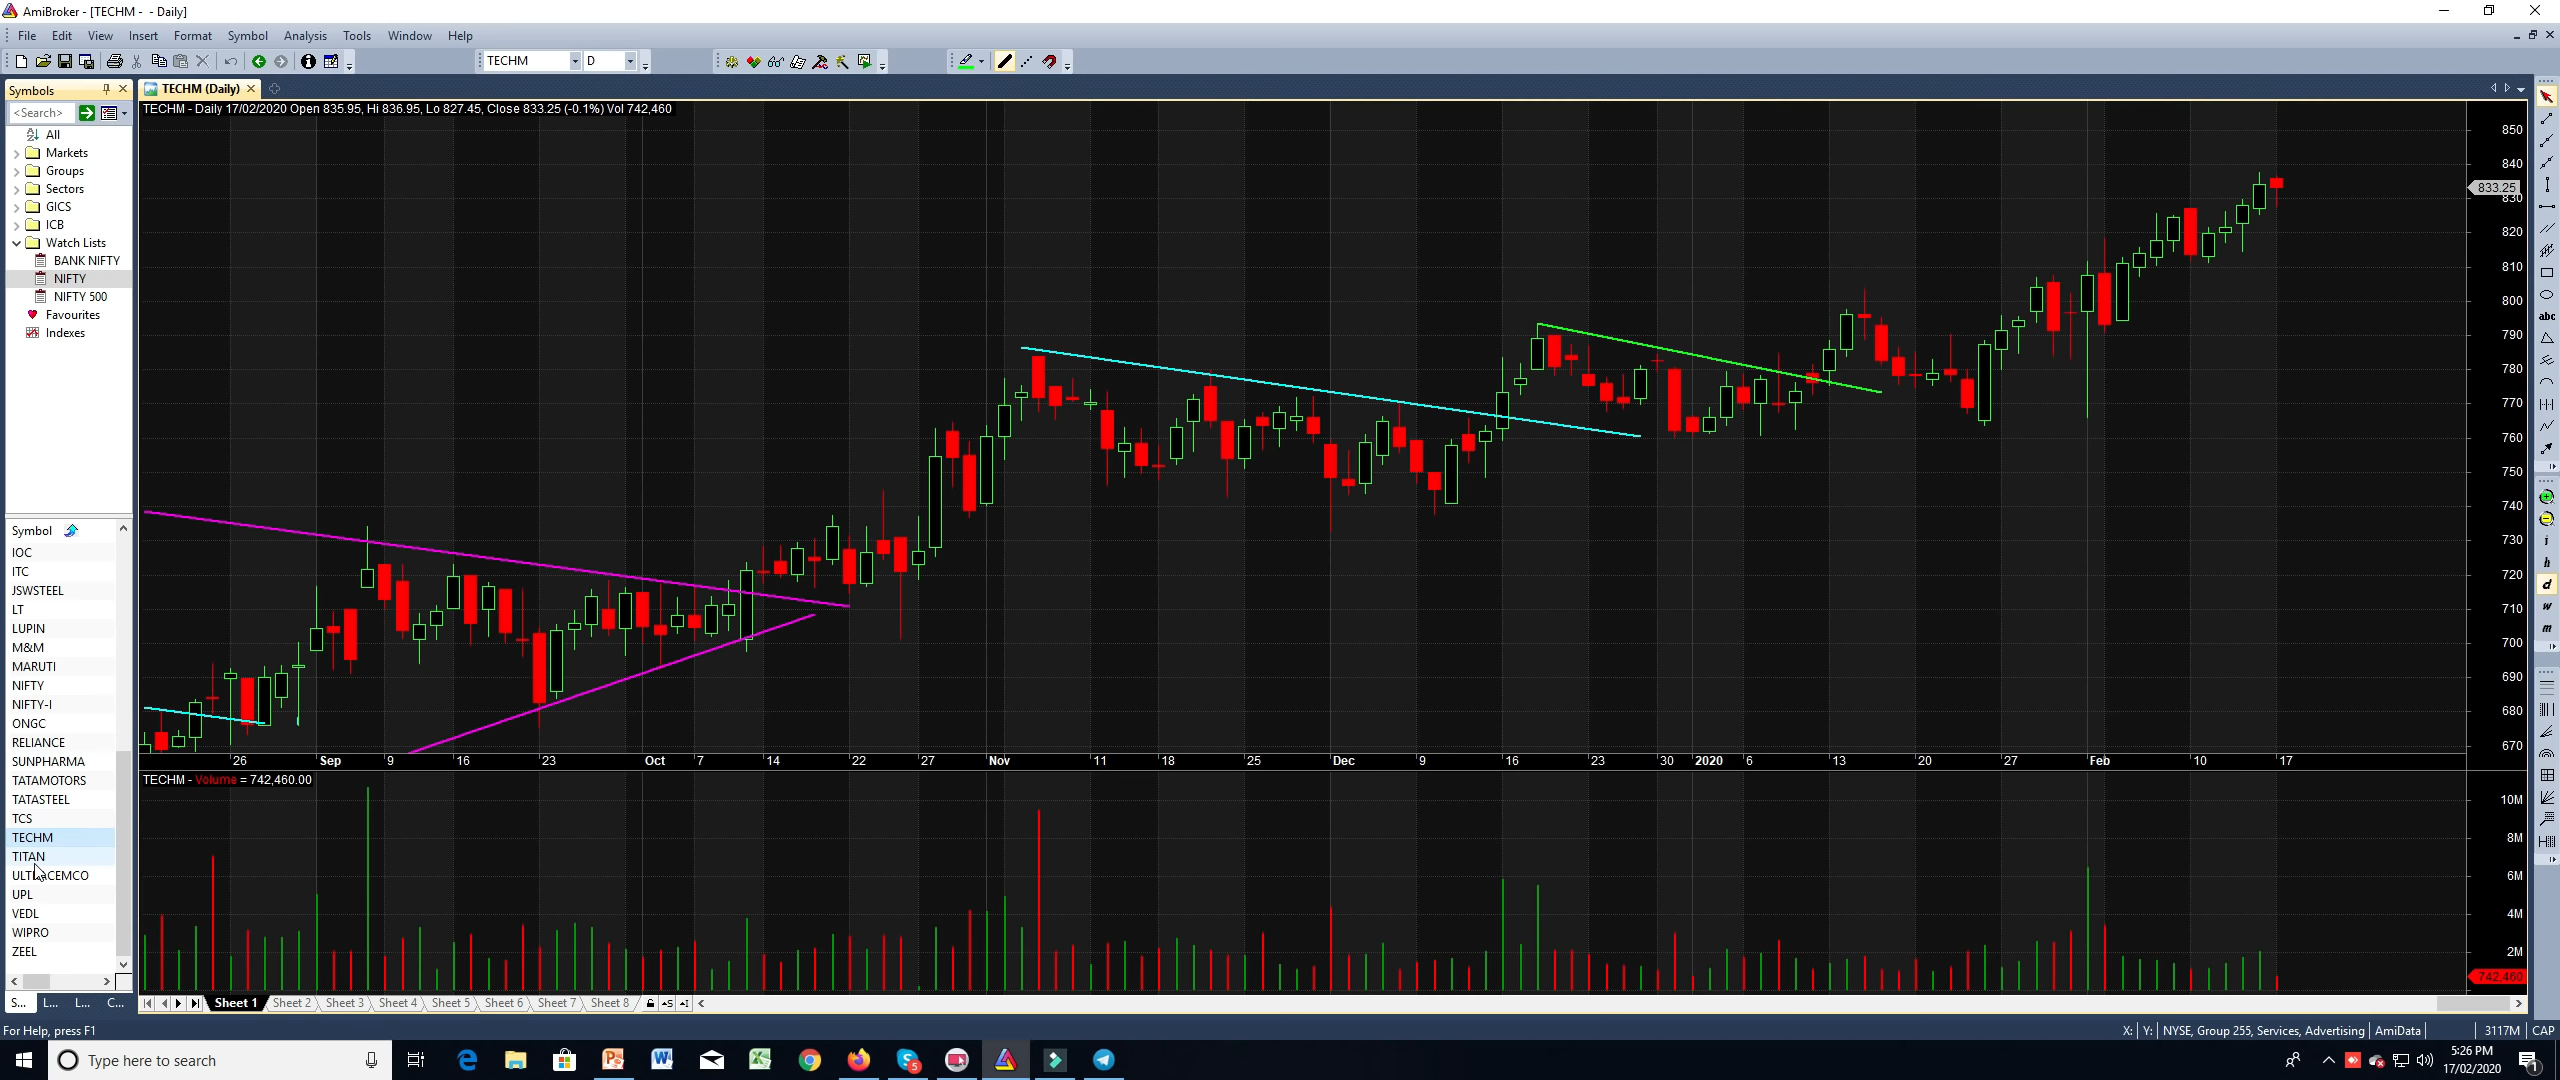 AmiBroker - [TECHM -  - Daily]
File Edit View Insert Format Symbol Analysis Tools Window Help
TECHM D
Symbols
TECHM (Daily)
<Search>
TECHM - Daily 17/02/2020 Open 835.95, Hi 836.95, Lo 827.45, Close 833.25 (-0.1%) Vol 742,460
All
Markets
Groups
Sectors
GICS
ICB
Watch Lists
BANK NIFTY
NIFTY
NIFTY 500
Favourites
Indexes
850
840
833.25
830
820
810
800
790
780
770
760
750
740
730
720
710
700
690
680
670
abc
i
h
d
w
m
Symbol
IOC
ITC
JSWSTEEL
LT
LUPIN
M&M
MARUTI
NIFTY
NIFTY-I
ONGC
RELIANCE
SUNPHARMA
TATAMOTORS
TATASTEEL
TCS
TECHM
TITAN
UPL
VEDL
WIPRO
ZEEL
26 Sep 9 16 23 Oct 7 14 22 27 Nov 11 18 25 Dec 9 16 23 30 2020 6 13 20 27 Feb 10 17
TECHM - Volume = 742,460.00
10M
8M
6M
4M
2M
742,460
S... L... L... C...
Sheet 1 Sheet 2 Sheet 3 Sheet 4 Sheet 5 Sheet 6 Sheet 7 Sheet 8
For Help, press F1
X: Y: NYSE, Group 255, Services, Advertising AmiData 3117M CAP
Type here to search
5:26 PM
17/02/2020